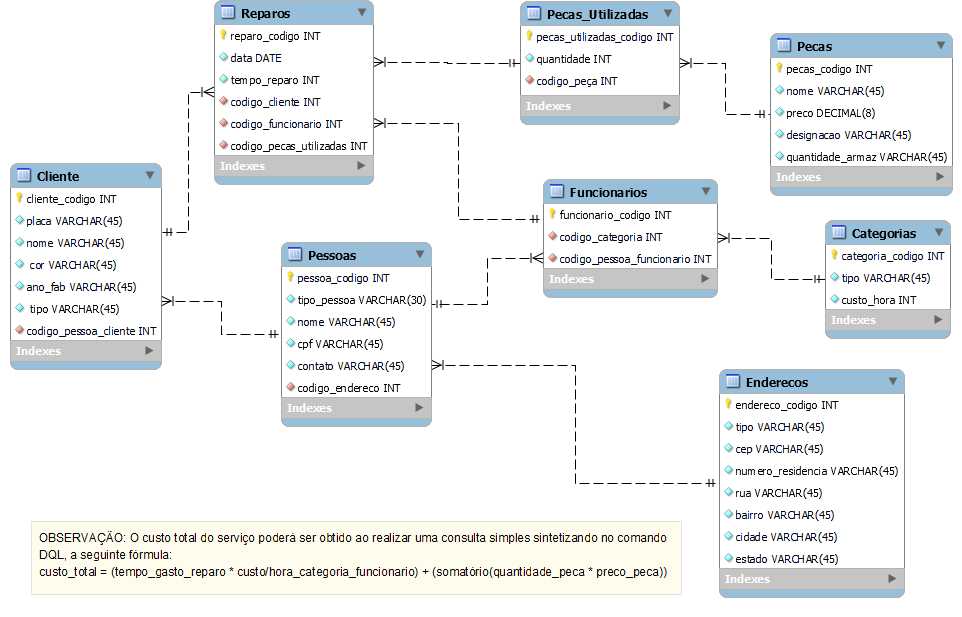 Reparos
reparo_codigo INT
data DATE
tempo_reparo INT
codigo_cliente INT
codigo_funcionario INT
codigo_pecas_utilizadas INT
Indexes
Pecas_Utilizadas
pecas_utilizadas_codigo INT
quantidade INT
codigo_peça INT
Indexes
Pecas
pecas_codigo INT
nome VARCHAR(45)
preco DECIMAL(8)
designacao VARCHAR(45)
quantidade_armaz VARCHAR(45)
Indexes
Cliente
cliente_codigo INT
placa VARCHAR(45)
nome VARCHAR(45)
cor VARCHAR(45)
ano_fab VARCHAR(45)
tipo VARCHAR(45)
codigo_pessoa_cliente INT
Indexes
Funcionarios
funcionario_codigo INT
codigo_categoria INT
codigo_pessoa_funcionario INT
Indexes
Categorias
categoria_codigo INT
tipo VARCHAR(45)
custo_hora INT
Indexes
Pessoas
pessoa_codigo INT
tipo_pessoa VARCHAR(30)
nome VARCHAR(45)
cpf VARCHAR(45)
contato VARCHAR(45)
codigo_endereco INT
Indexes
Enderecos
endereco_codigo INT
tipo VARCHAR(45)
cep VARCHAR(45)
numero_residencia VARCHAR(45)
rua VARCHAR(45)
bairro VARCHAR(45)
cidade VARCHAR(45)
estado VARCHAR(45)
Indexes
OBSERVAÇÃO: O custo total do serviço poderá ser obtido ao realizar uma consulta simples sintetizando no comando
DQL, a seguinte fórmula:
custo_total = (tempo_gasto_reparo * custo/hora_categoria_funcionario) + (somatório(quantidade_peca * preco_peca))